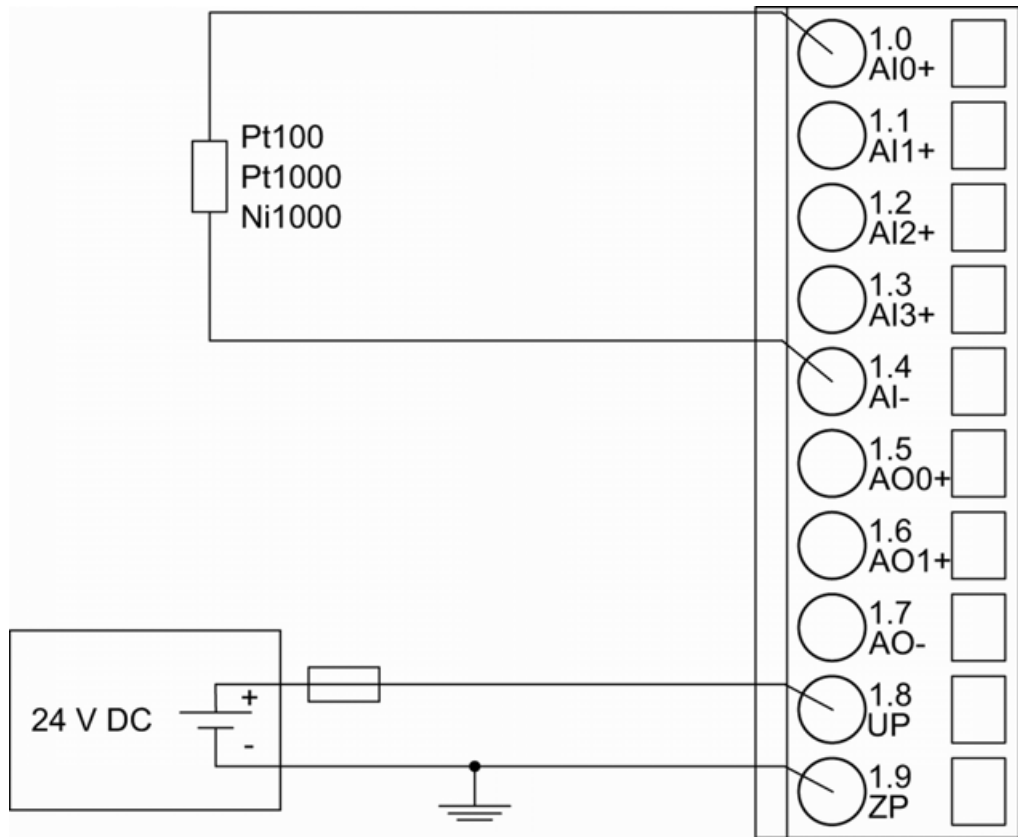 Pt100
Pt1000
Ni1000
1.0
AI0+
1.1
AI1+
1.2
AI2+
1.3
AI3+
1.4
AI-
1.5
AO0+
1.6
AO1+
1.7
AO-
24 V DC
+
-
1.8
UP
1.9
ZP